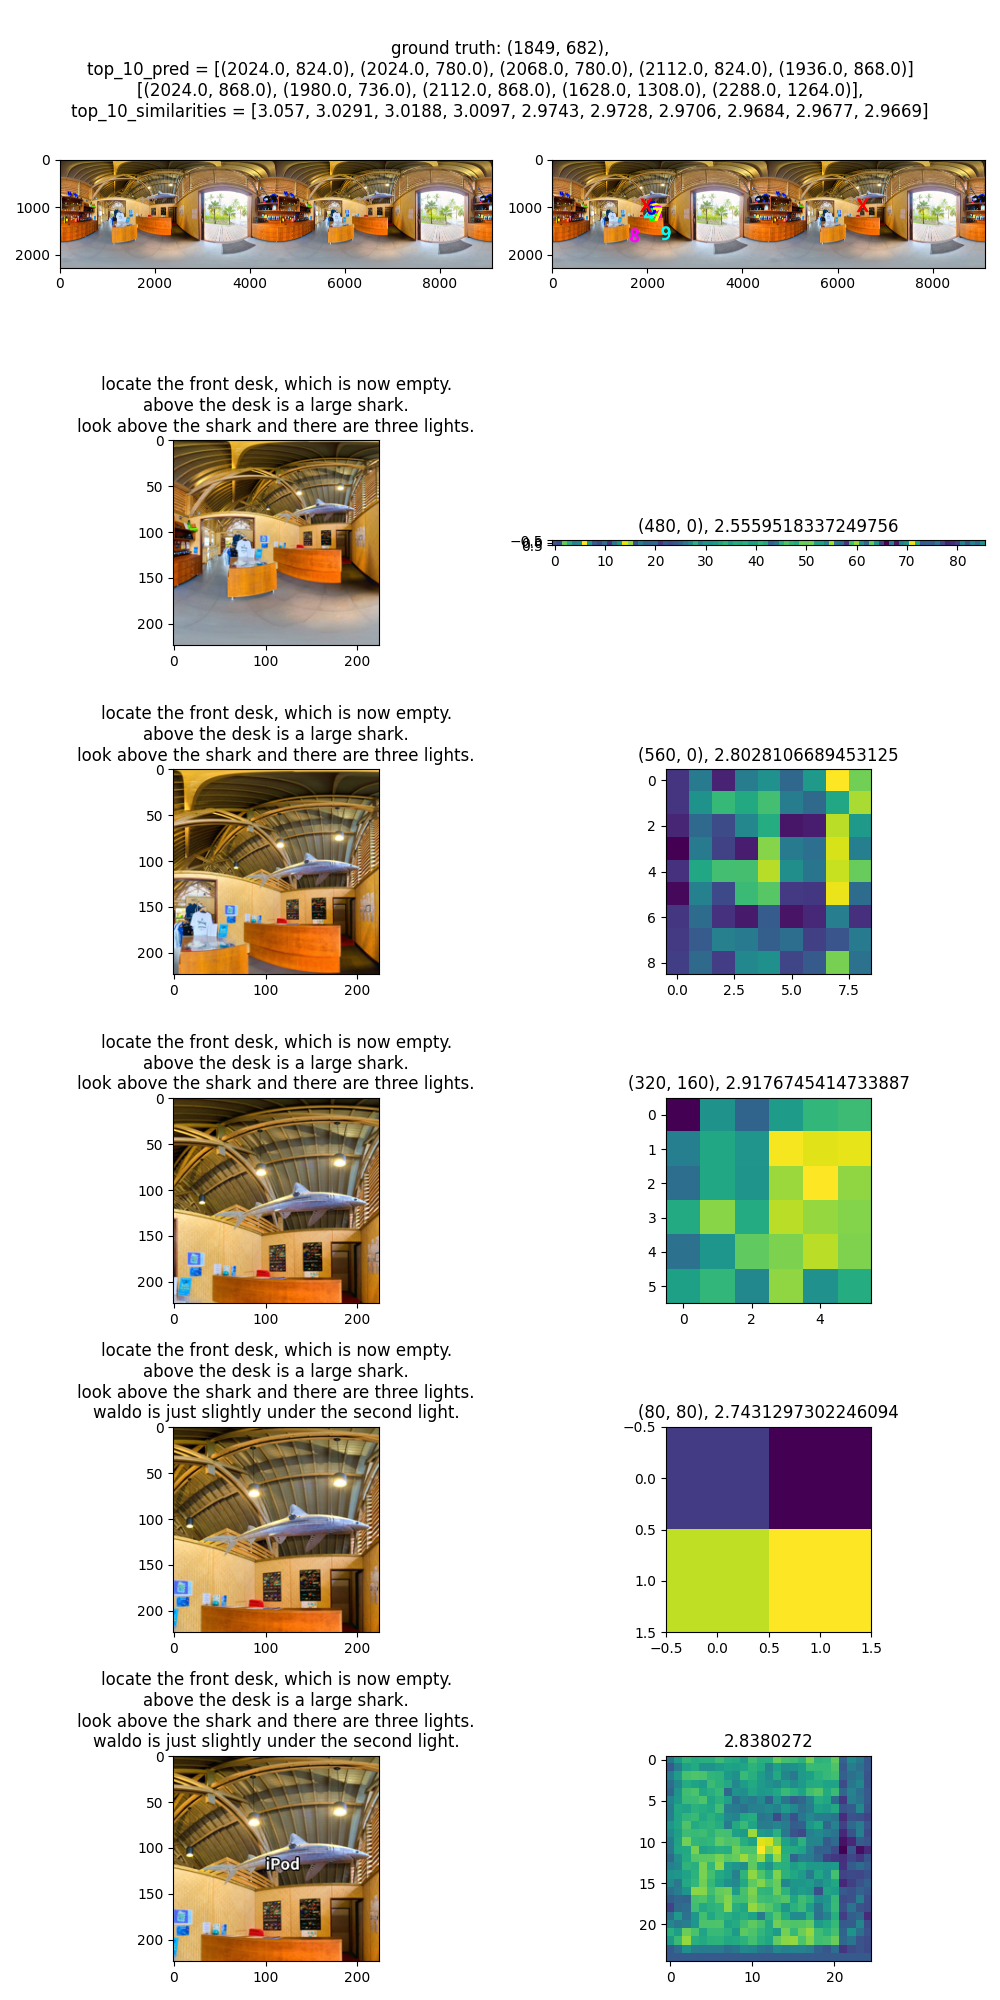 ground truth: (1849, 682),
top_10_pred = [(2024.0, 824.0), (2024.0, 780.0), (2068.0, 780.0), (2112.0, 824.0), (1936.0, 868.0)]
[(2024.0, 868.0), (1980.0, 736.0), (2112.0, 868.0), (1628.0, 1308.0), (2288.0, 1264.0)],
top_10_similarities = [3.057, 3.0291, 3.0188, 3.0097, 2.9743, 2.9728, 2.9706, 2.9684, 2.9677, 2.9669]
0
1000
2000
0 2000 4000 6000 8000
0
1000
2000
X X
7
8 9
0 2000 4000 6000 8000
locate the front desk, which is now empty.
above the desk is a large shark.
look above the shark and there are three lights.
0
50
100
150
200
0 100 200
(480, 0), 2.5559518337249756
−0.5
0.5
0 10 20 30 40 50 60 70 80
locate the front desk, which is now empty.
above the desk is a large shark.
look above the shark and there are three lights.
0
50
100
150
200
0 100 200
(560, 0), 2.8028106689453125
0
2
4
6
8
0.0 2.5 5.0 7.5
locate the front desk, which is now empty.
above the desk is a large shark.
look above the shark and there are three lights.
0
50
100
150
200
0 100 200
(320, 160), 2.9176745414733887
0
1
2
3
4
5
0 2 4
locate the front desk, which is now empty.
above the desk is a large shark.
look above the shark and there are three lights.
waldo is just slightly under the second light.
0
50
100
150
200
0 100 200
(80, 80), 2.7431297302246094
−0.5
0.0
0.5
1.0
1.5
−0.5 0.0 0.5 1.0 1.5
locate the front desk, which is now empty.
above the desk is a large shark.
look above the shark and there are three lights.
waldo is just slightly under the second light.
0
50
100
150
200
iPod
0 100 200
2.8380272
0
5
10
15
20
0 10 20